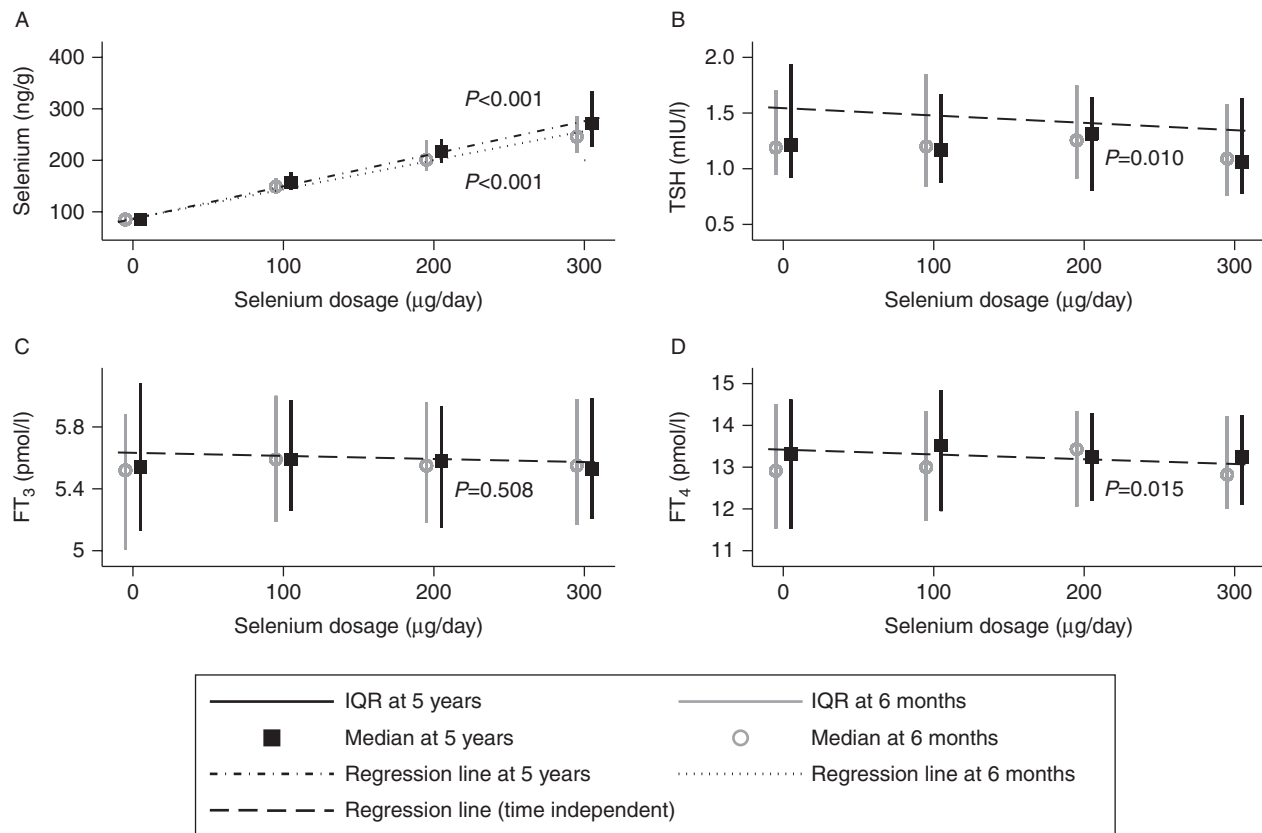 A
Selenium (ng/g)
400
300
200
100
P<0.001
P<0.001
0 100 200 300
Selenium dosage (μg/day)
B
TSH (mIU/l)
2.0
1.5
1.0
0.5
P=0.010
0 100 200 300
Selenium dosage (μg/day)
C
FT3 (pmol/l)
5.8
5.4
5
P=0.508
0 100 200 300
Selenium dosage (μg/day)
D
FT4 (pmol/l)
15
14
13
12
11
P=0.015
0 100 200 300
Selenium dosage (μg/day)
IQR at 5 years
IQR at 6 months
Median at 5 years
Median at 6 months
Regression line at 5 years
Regression line at 6 months
Regression line (time independent)